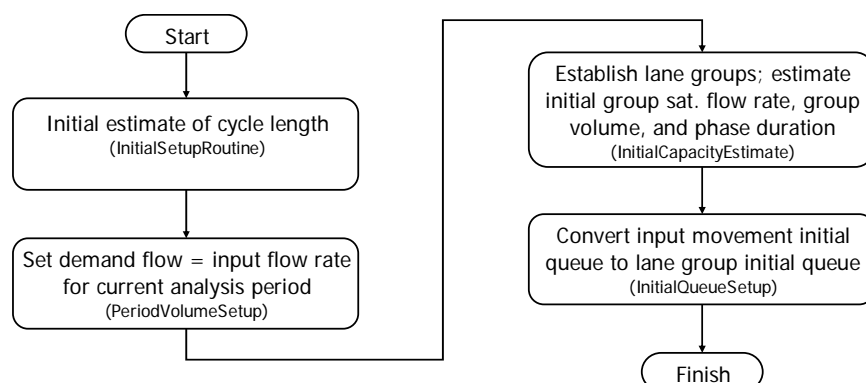 Start
Initial estimate of cycle length
(InitialSetupRoutine)
Set demand flow = input flow rate
for current analysis period
(PeriodVolumeSetup)
Establish lane groups; estimate
initial group sat. flow rate, group
volume, and phase duration
(InitialCapacityEstimate)
Convert input movement initial
queue to lane group initial queue
(InitialQueueSetup)
Finish